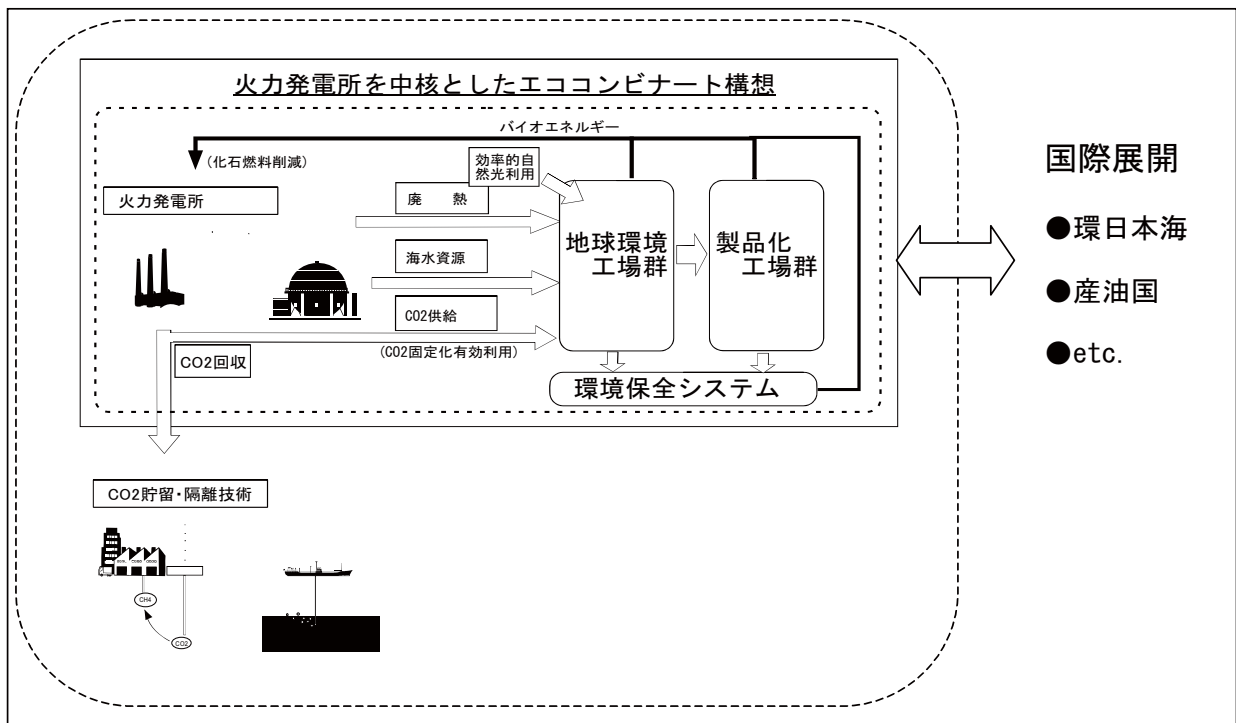 火力発電所を中核としたエココンビナート構想
バイオエネルギー
(化石燃料削減)
効率的自
然光利用
火力発電所
廃　熱
海水資源
CO2供給
(CO2固定化有効利用)
CO2回収
地球環境
工場群
製品化
工場群
環境保全システム
CO2貯留・隔離技術
CH4
CO2
国際展開
●環日本海
●産油国
●etc.